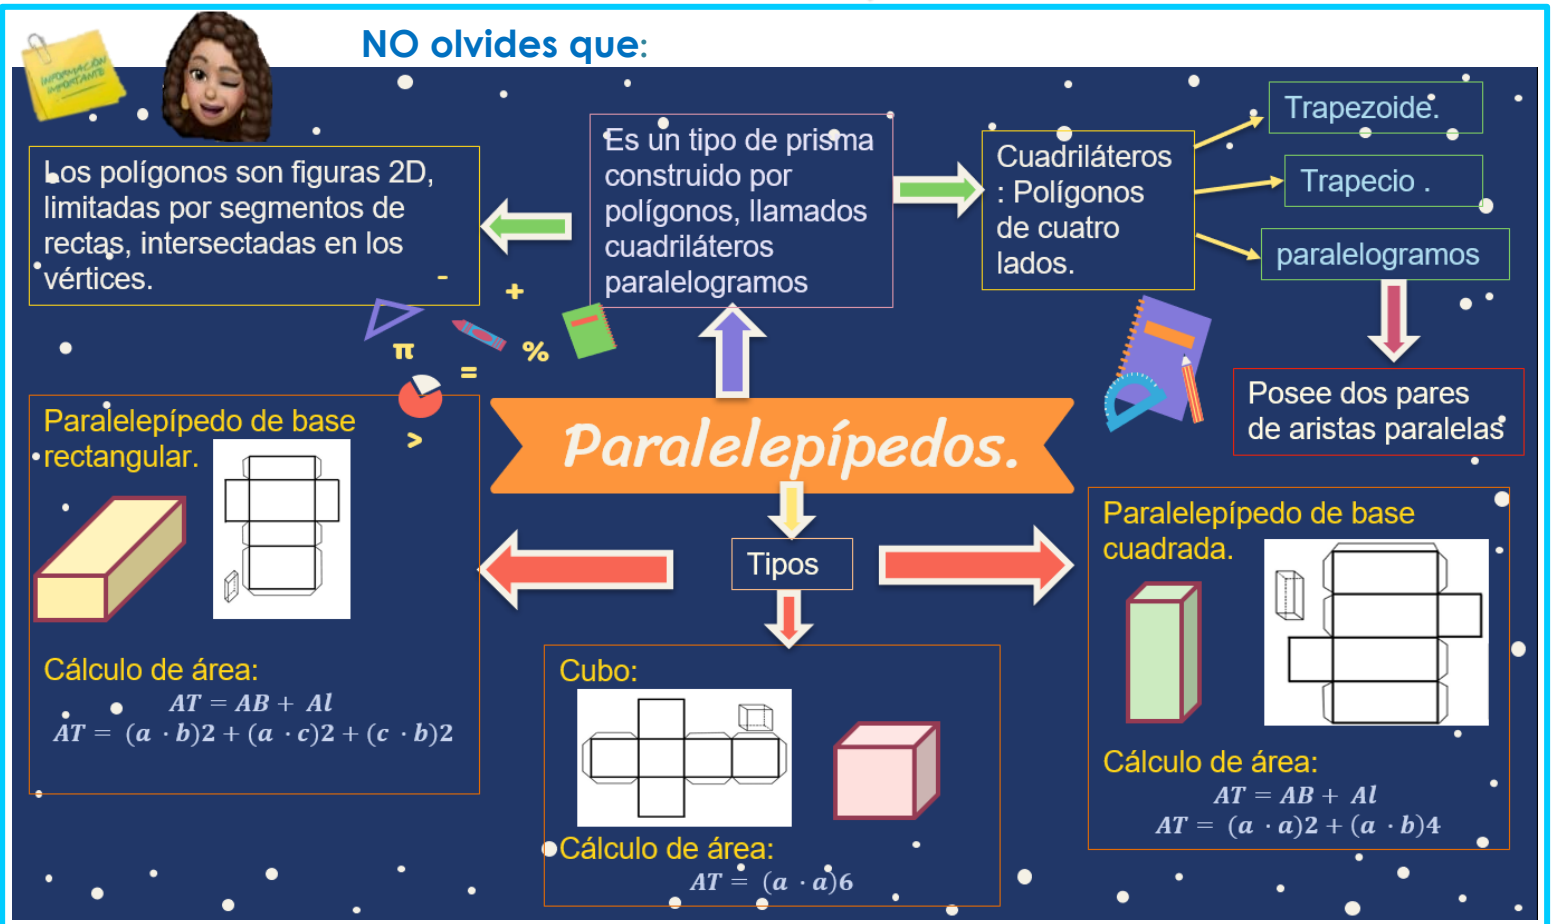 NO olvides que:
INFORMACIÓN
IMPORTANTE
Los polígonos son figuras 2D,
limitadas por segmentos de
rectas, intersectadas en los
vértices.
Es un tipo de prisma
construido por
polígonos, llamados
cuadriláteros
paralelogramos
Cuadriláteros
: Polígonos
de cuatro
lados.
Trapezoide.
Trapecio .
paralelogramos
Posee dos pares
de aristas paralelas
- + π % = >
Paralelepípedos.
Tipos
Paralelepípedo de base
rectangular.
Cálculo de área:
AT = AB + Al
AT = (a · b)2 + (a · c)2 + (c · b)2
Cubo:
Cálculo de área:
AT = (a · a)6
Paralelepípedo de base
cuadrada.
Cálculo de área:
AT = AB + Al
AT = (a · a)2 + (a · b)4